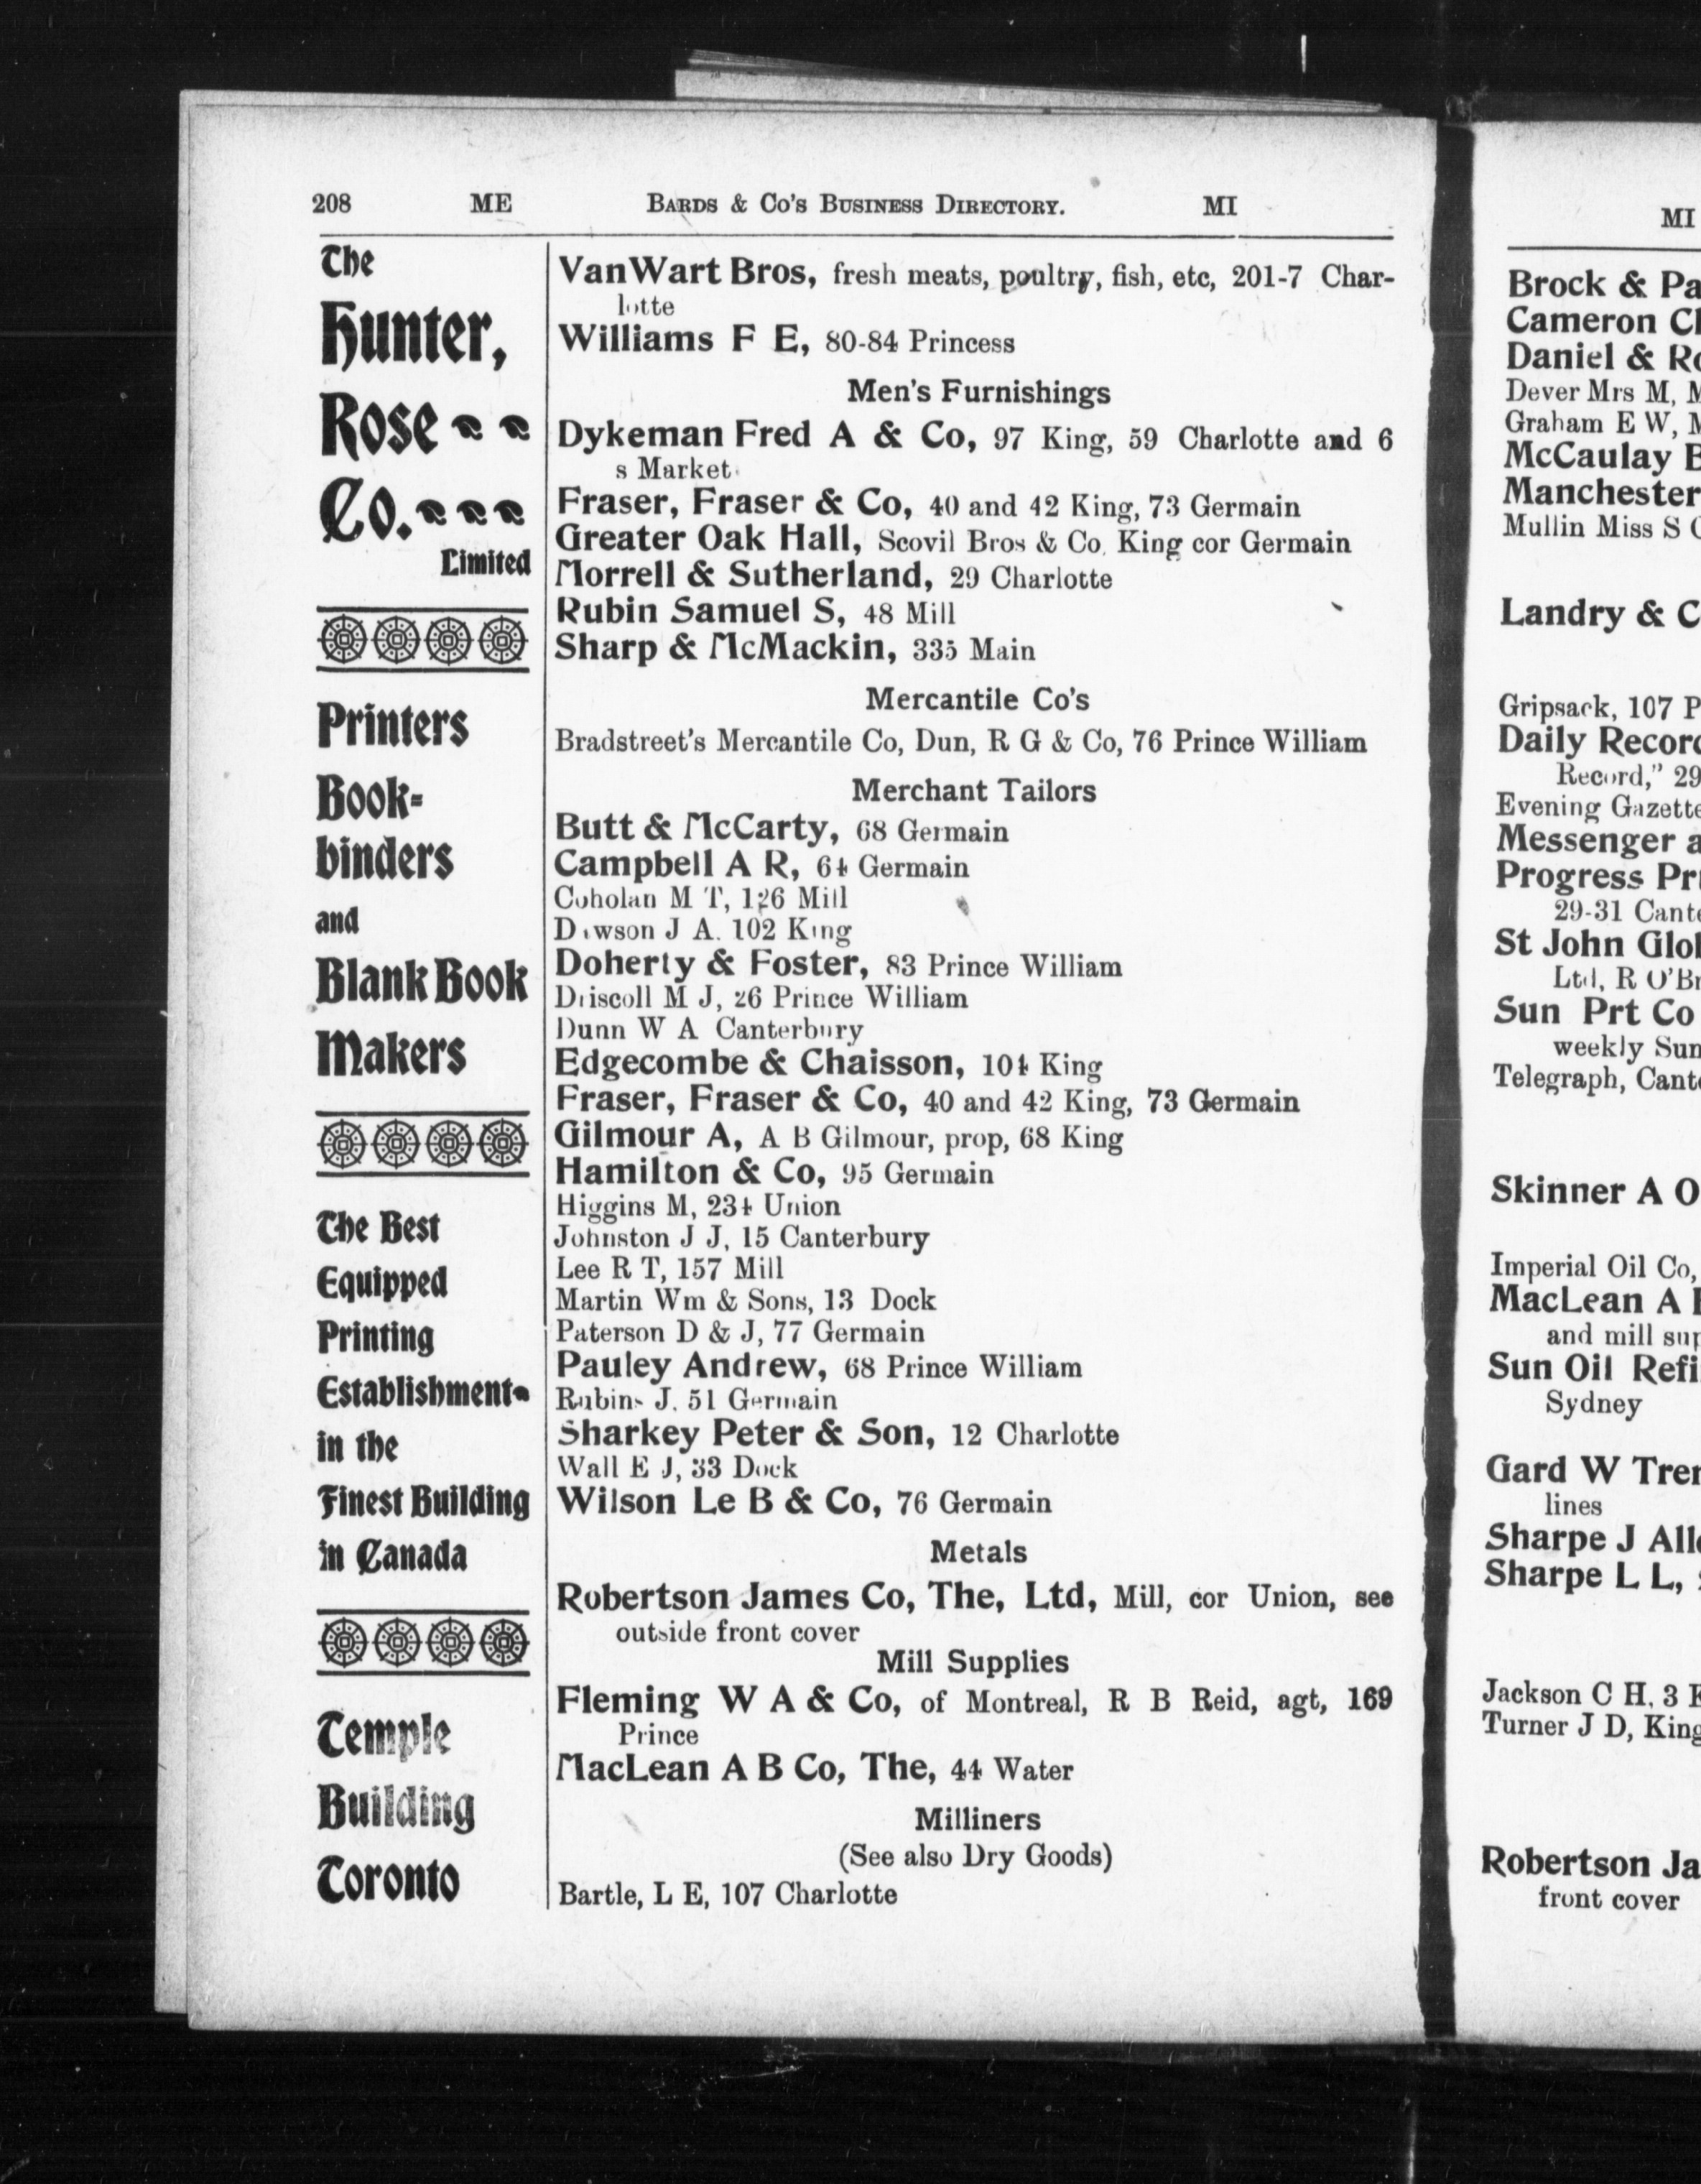 208 ME BARDS & CO'S BUSINESS DIRECTORY. MI
The
Hunter,
Rose
Co.
Limited
Printers
Book-
binders
and
Blank Book
Makers
The Best
Equipped
Printing
Establishment
in the
Finest Building
in Canada
Temple
Building
Toronto
VanWart Bros, fresh meats, poultry, fish, etc, 201-7 Char-
lotte
Williams F E, 80-84 Princess
Men's Furnishings
Dykeman Fred A & Co, 97 King, 59 Charlotte and 6
s Market
Fraser, Fraser & Co, 40 and 42 King, 73 Germain
Greater Oak Hall, Scovil Bros & Co, King cor Germain
Morrell & Sutherland, 29 Charlotte
Rubin Samuel S, 48 Mill
Sharp & McMackin, 335 Main
Mercantile Co's
Bradstreet's Mercantile Co, Dun, R G & Co, 76 Prince William
Merchant Tailors
Butt & McCarty, 68 Germain
Campbell A R, 64 Germain
Coholan M T, 126 Mill
Dawson J A. 102 King
Doherty & Foster, 83 Prince William
Driscoll M J, 26 Prince William
Dunn W A Canterbury
Edgecombe & Chaisson, 104 King
Fraser, Fraser & Co, 40 and 42 King, 73 Germain
Gilmour A, A B Gilmour, prop, 68 King
Hamilton & Co, 95 Germain
Higgins M, 234 Union
Johnston J J, 15 Canterbury
Lee R T, 157 Mill
Martin Wm & Sons, 13 Dock
Paterson D & J, 77 Germain
Pauley Andrew, 68 Prince William
Rubins J. 51 Germain
Sharkey Peter & Son, 12 Charlotte
Wall E J, 33 Dock
Wilson Le B & Co, 76 Germain
Metals
Robertson James Co, The, Ltd, Mill, cor Union, see
outside front cover
Mill Supplies
Fleming W A & Co, of Montreal, R B Reid, agt, 169
Prince
MacLean A B Co, The, 44 Water
Milliners
(See also Dry Goods)
Bartle, L E, 107 Charlotte
MI
Brock & Pa
Cameron
Daniel &
Dever Mrs M,
Graham E W,
McCaulay
Manchester
Mullin Miss S
Landry &
Gripsack, 107
Daily Record
Record," 29
Evening Gazette
Messenger a
Progress Pr
29-31 Cant
St John Glo
Ltd, R O'B
Sun Prt Co
weekly Sun
Telegraph, Cant
Skinner A O
Imperial Oil Co,
MacLean A
and mill sup
Sun Oil Refi
Sydney
Gard W Tre
lines
Sharpe J All
Sharpe L L,
Jackson C H, 3
Turner J D, King
Robertson Ja
front cover